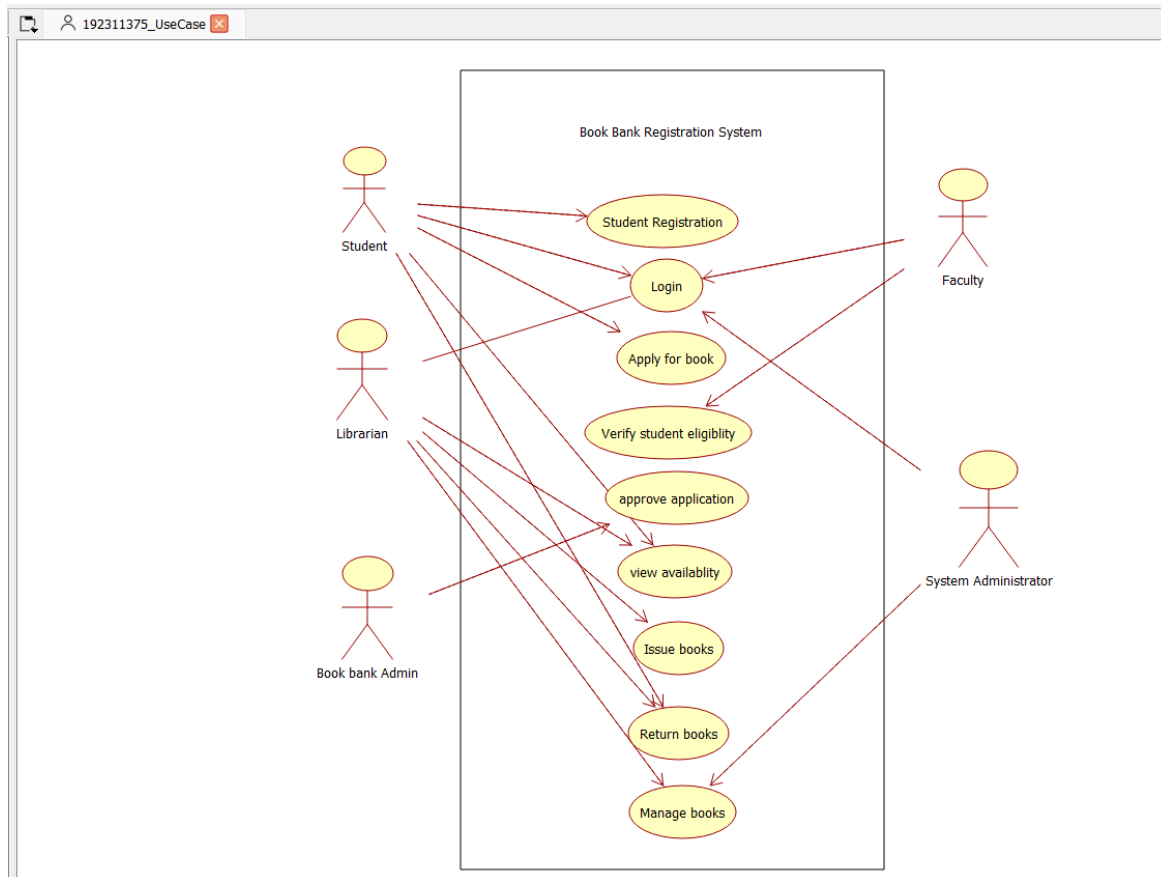 192311375_UseCase
Book Bank Registration System
Student
Student Registration
Faculty
Login
Apply for book
Librarian
Verify student eligiblity
approve application
view availablity
System Administrator
Issue books
Book bank Admin
Return books
Manage books